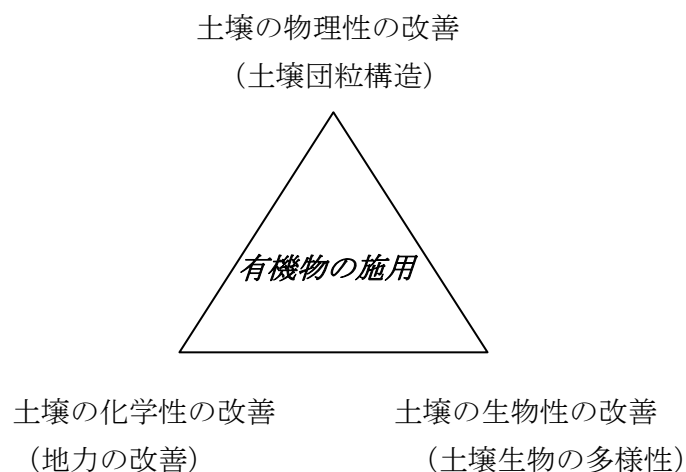 土壌の物理性の改善
（土壌団粒構造）
有機物の施用
土壌の化学性の改善
（地力の改善）
土壌の生物性の改善
（土壌生物の多様性）